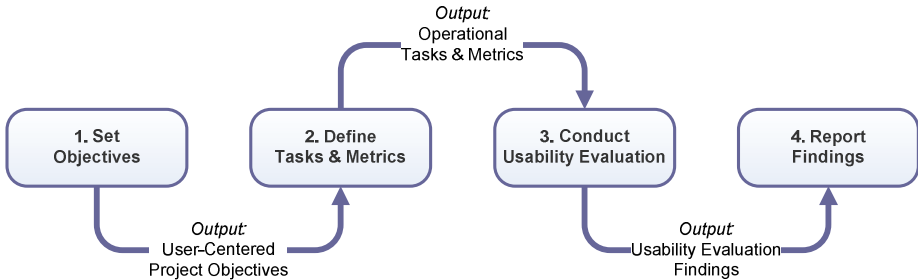 Output:
Operational
Tasks & Metrics
1. Set
Objectives
2. Define
Tasks & Metrics
3. Conduct
Usability Evaluation
4. Report
Findings
Output:
User-Centered
Project Objectives
Output:
Usability Evaluation
Findings